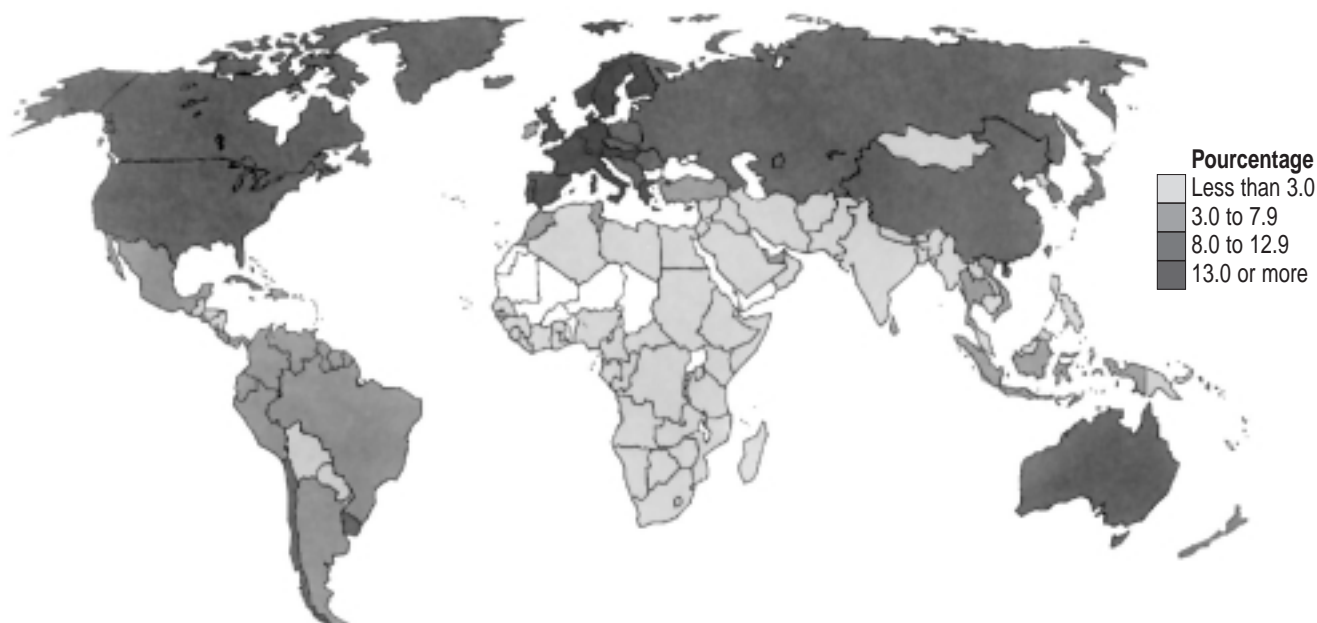 Pourcentage
Less than 3.0
3.0 to 7.9
8.0 to 12.9
13.0 or more